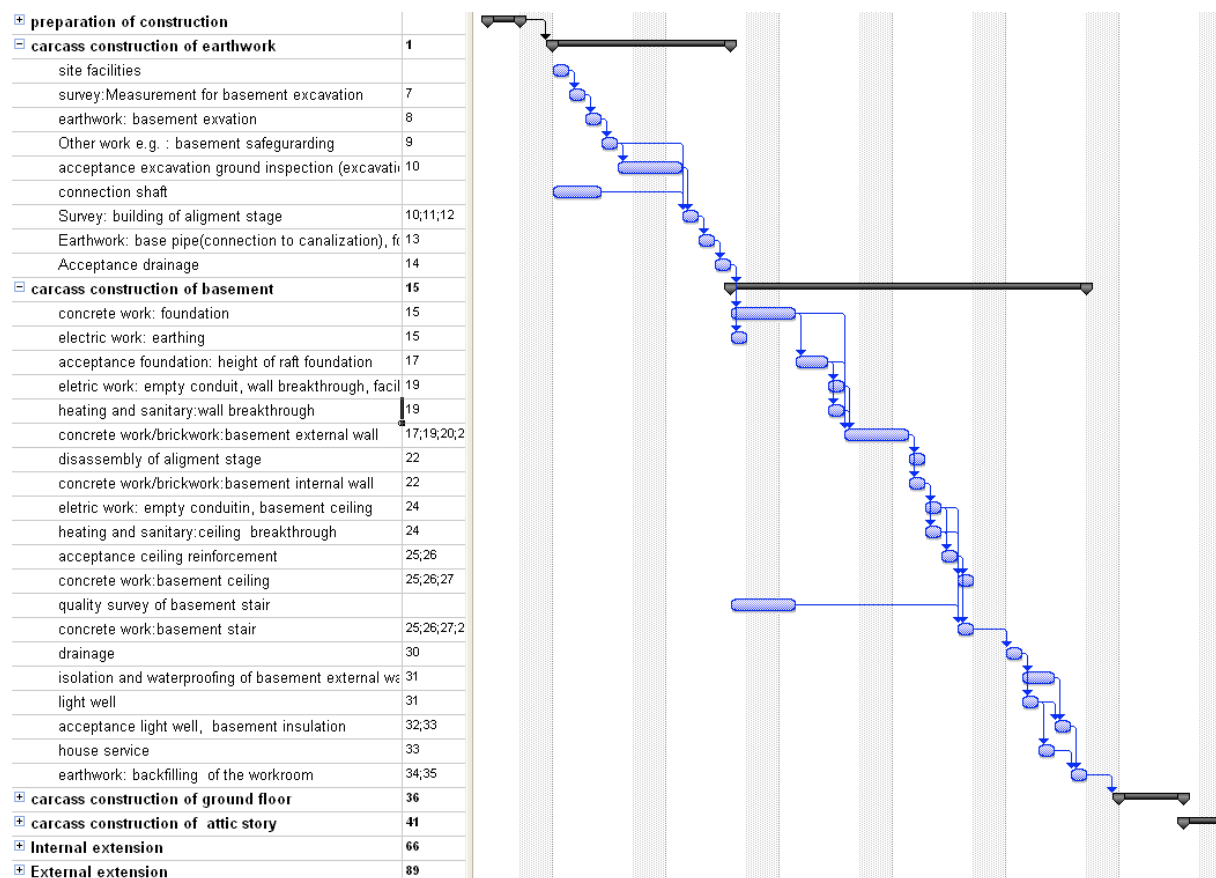 preparation of construction
carcass construction of earthwork 1
site facilities
survey:Measurement for basement excavation 7
earthwork: basement exvation 8
Other work e.g. : basement safegurarding 9
acceptance excavation ground inspection (excavati 10
connection shaft
Survey: building of aligment stage 10;11;12
Earthwork: base pipe(connection to canalization), fo 13
Acceptance drainage 14
carcass construction of basement 15
concrete work: foundation 15
electric work: earthing 15
acceptance foundation: height of raft foundation 17
eletric work: empty conduit, wall breakthrough, facil 19
heating and sanitary:wall breakthrough 19
concrete work/brickwork:basement external wall 17;19;20;2
disassembly of aligment stage 22
concrete work/brickwork:basement internal wall 22
eletric work: empty conduitin, basement ceiling 24
heating and sanitary:ceiling breakthrough 24
acceptance ceiling reinforcement 25;26
concrete work:basement ceiling 25;26;27
quality survey of basement stair
concrete work:basement stair 25;26;27;2
drainage 30
isolation and waterproofing of basement external wa 31
light well 31
acceptance light well, basement insulation 32;33
house service 33
earthwork: backfilling of the workroom 34;35
carcass construction of ground floor 36
carcass construction of attic story 41
Internal extension 66
External extension 89